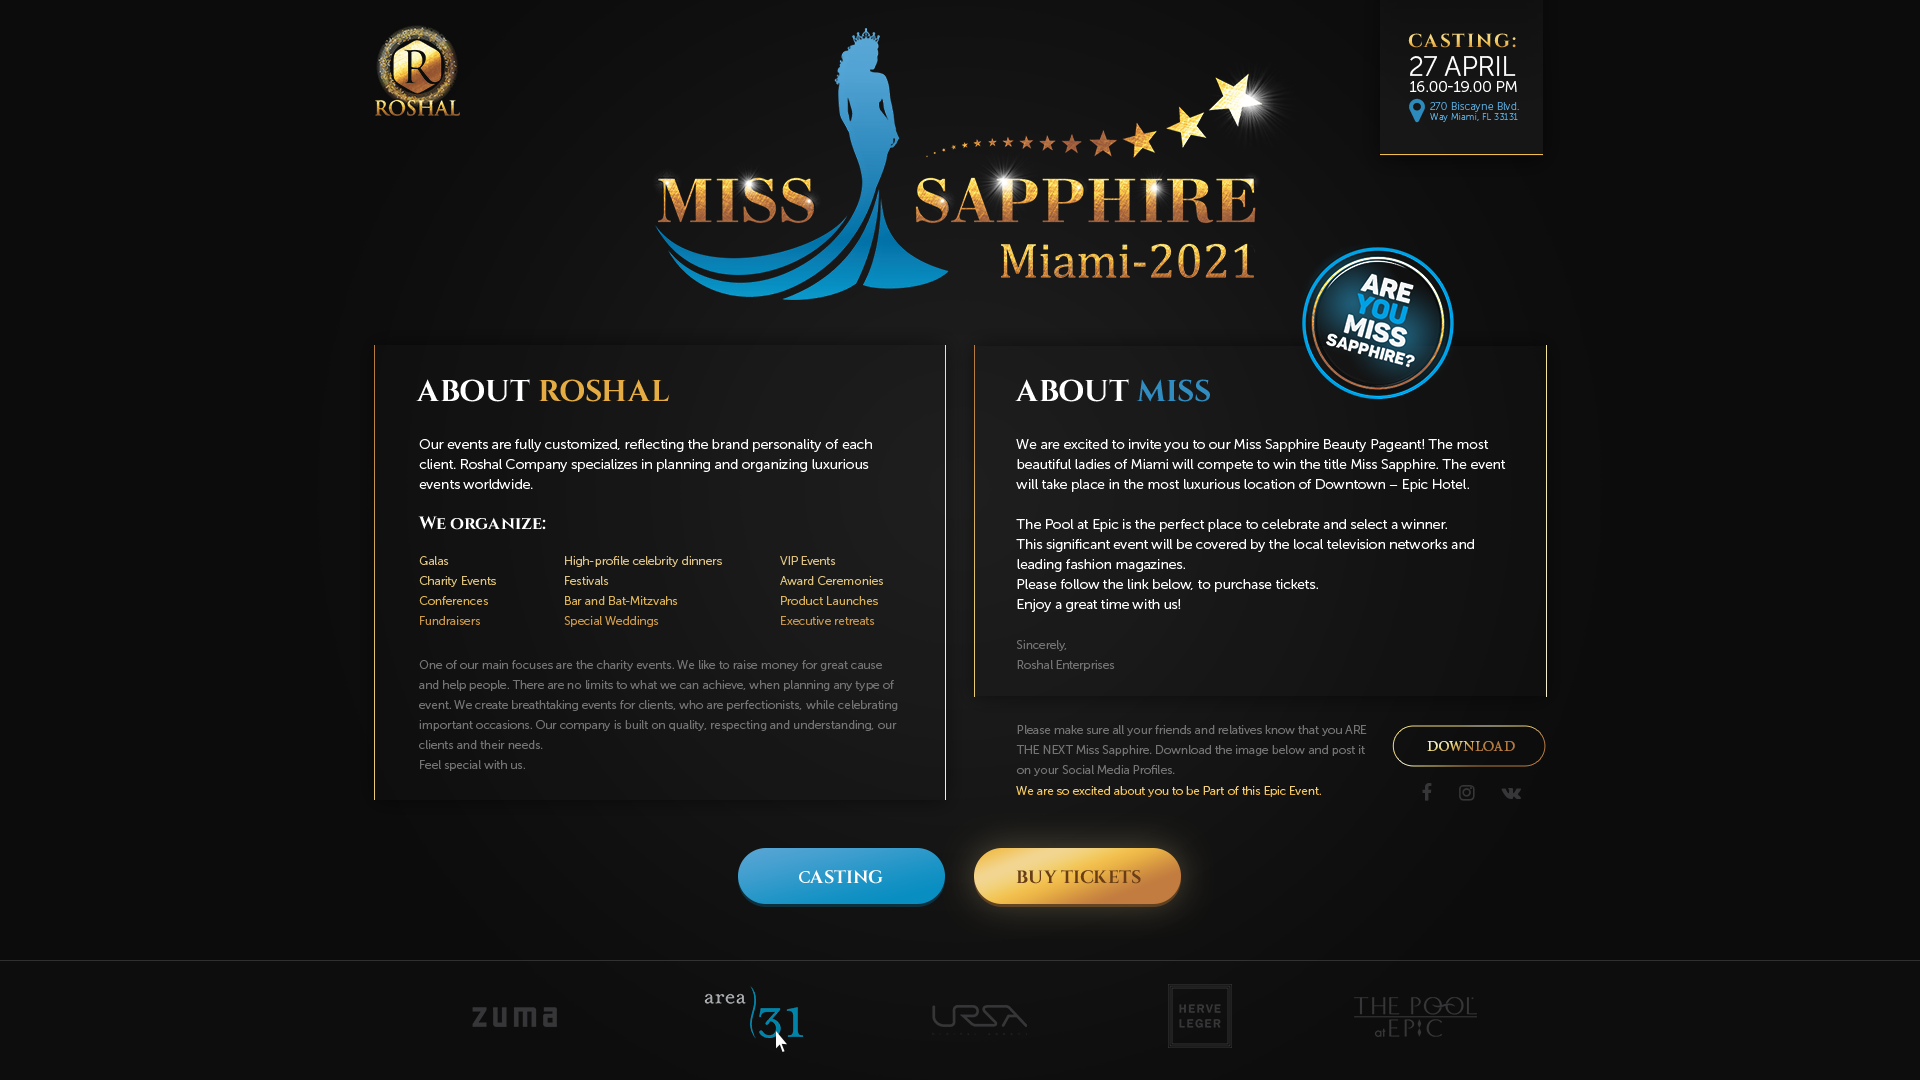 R
ROSHAL
MISS SAPPHIRE
Miami-2021
CASTING:
27 APRIL
16.00-19.00 PM
270 Biscayne Blvd.
Way Miami, FL 33131
ARE
YOU
MISS
SAPPHIRE?
ABOUT ROSHAL
Our events are fully customized, reflecting the brand personality of each
client. Roshal Company specializes in planning and organizing luxurious
events worldwide.
WE ORGANIZE:
Galas
Charity Events
Conferences
Fundraisers
High-profile celebrity dinners
Festivals
Bar and Bat-Mitzvahs
Special Weddings
VIP Events
Award Ceremonies
Product Launches
Executive retreats
One of our main focuses are the charity events. We like to raise money for great cause
and help people. There are no limits to what we can achieve, when planning any type of
event. We create breathtaking events for clients, who are perfectionists, while celebrating
important occasions. Our company is built on quality, respecting and understanding, our
clients and their needs.
Feel special with us.
ABOUT MISS
We are excited to invite you to our Miss Sapphire Beauty Pageant! The most
beautiful ladies of Miami will compete to win the title Miss Sapphire. The event
will take place in the most luxurious location of Downtown – Epic Hotel.
The Pool at Epic is the perfect place to celebrate and select a winner.
This significant event will be covered by the local television networks and
leading fashion magazines.
Please follow the link below, to purchase tickets.
Enjoy a great time with us!
Sincerely,
Roshal Enterprises
Please make sure all your friends and relatives know that you ARE
THE NEXT Miss Sapphire. Download the image below and post it
on your Social Media Profiles.
We are so excited about you to be Part of this Epic Event.
DOWNLOAD
CASTING
BUY TICKETS
zuma
area
31
URSA
HERVE
LEGER
THE POOL
at EPIC